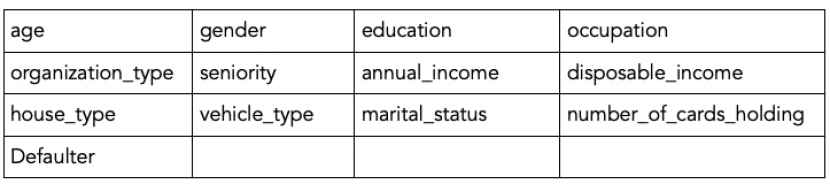 age gender education occupation
organization_type seniority annual_income disposable_income
house_type vehicle_type marital_status number_of_cards_holding
Defaulter